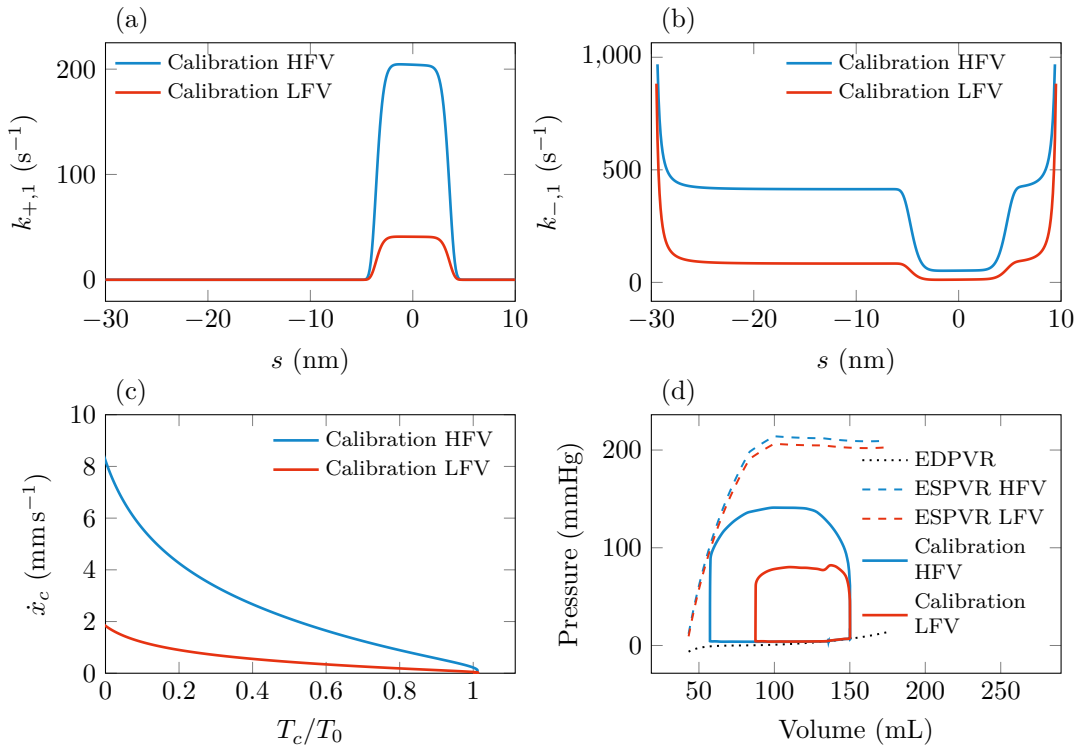 (a)
Calibration HFV
Calibration LFV
200
100
0
k+,1 (s−1)
−30 −20 −10 0 10
s (nm)
(b)
Calibration HFV
Calibration LFV
1,000
500
0
k−,1 (s−1)
−30 −20 −10 0 10
s (nm)
(c)
Calibration HFV
Calibration LFV
10
8
6
4
2
0
ẋc (mm s−1)
0 0.2 0.4 0.6 0.8 1
Tc/T0
(d)
EDPVR
ESPVR HFV
ESPVR LFV
Calibration
HFV
Calibration
LFV
200
100
0
Pressure (mmHg)
50 100 150 200 250
Volume (mL)